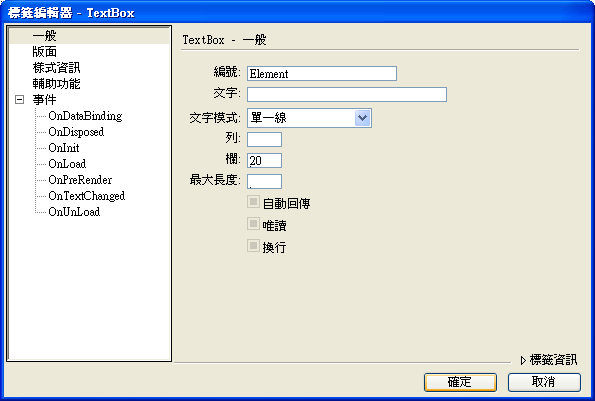 標籤編輯器 - TextBox
一般
版面
樣式資訊
輔助功能
事件
OnDataBinding
OnDisposed
OnInit
OnLoad
OnPreRender
OnTextChanged
OnUnLoad
TextBox - 一般
編號: Element
文字:
文字模式: 單一線
列:
欄: 20
最大長度: .
自動回傳
唯讀
換行
標籤資訊
確定 取消